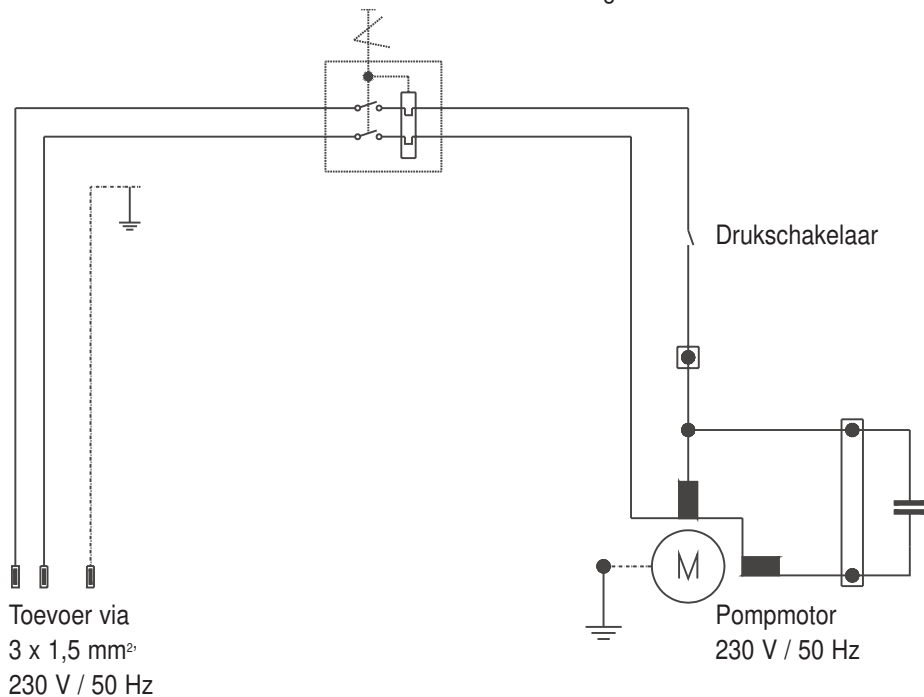 Drukschakelaar
M
Toevoer via
3 x 1,5 mm²,
230 V / 50 Hz
Pompmotor
230 V / 50 Hz